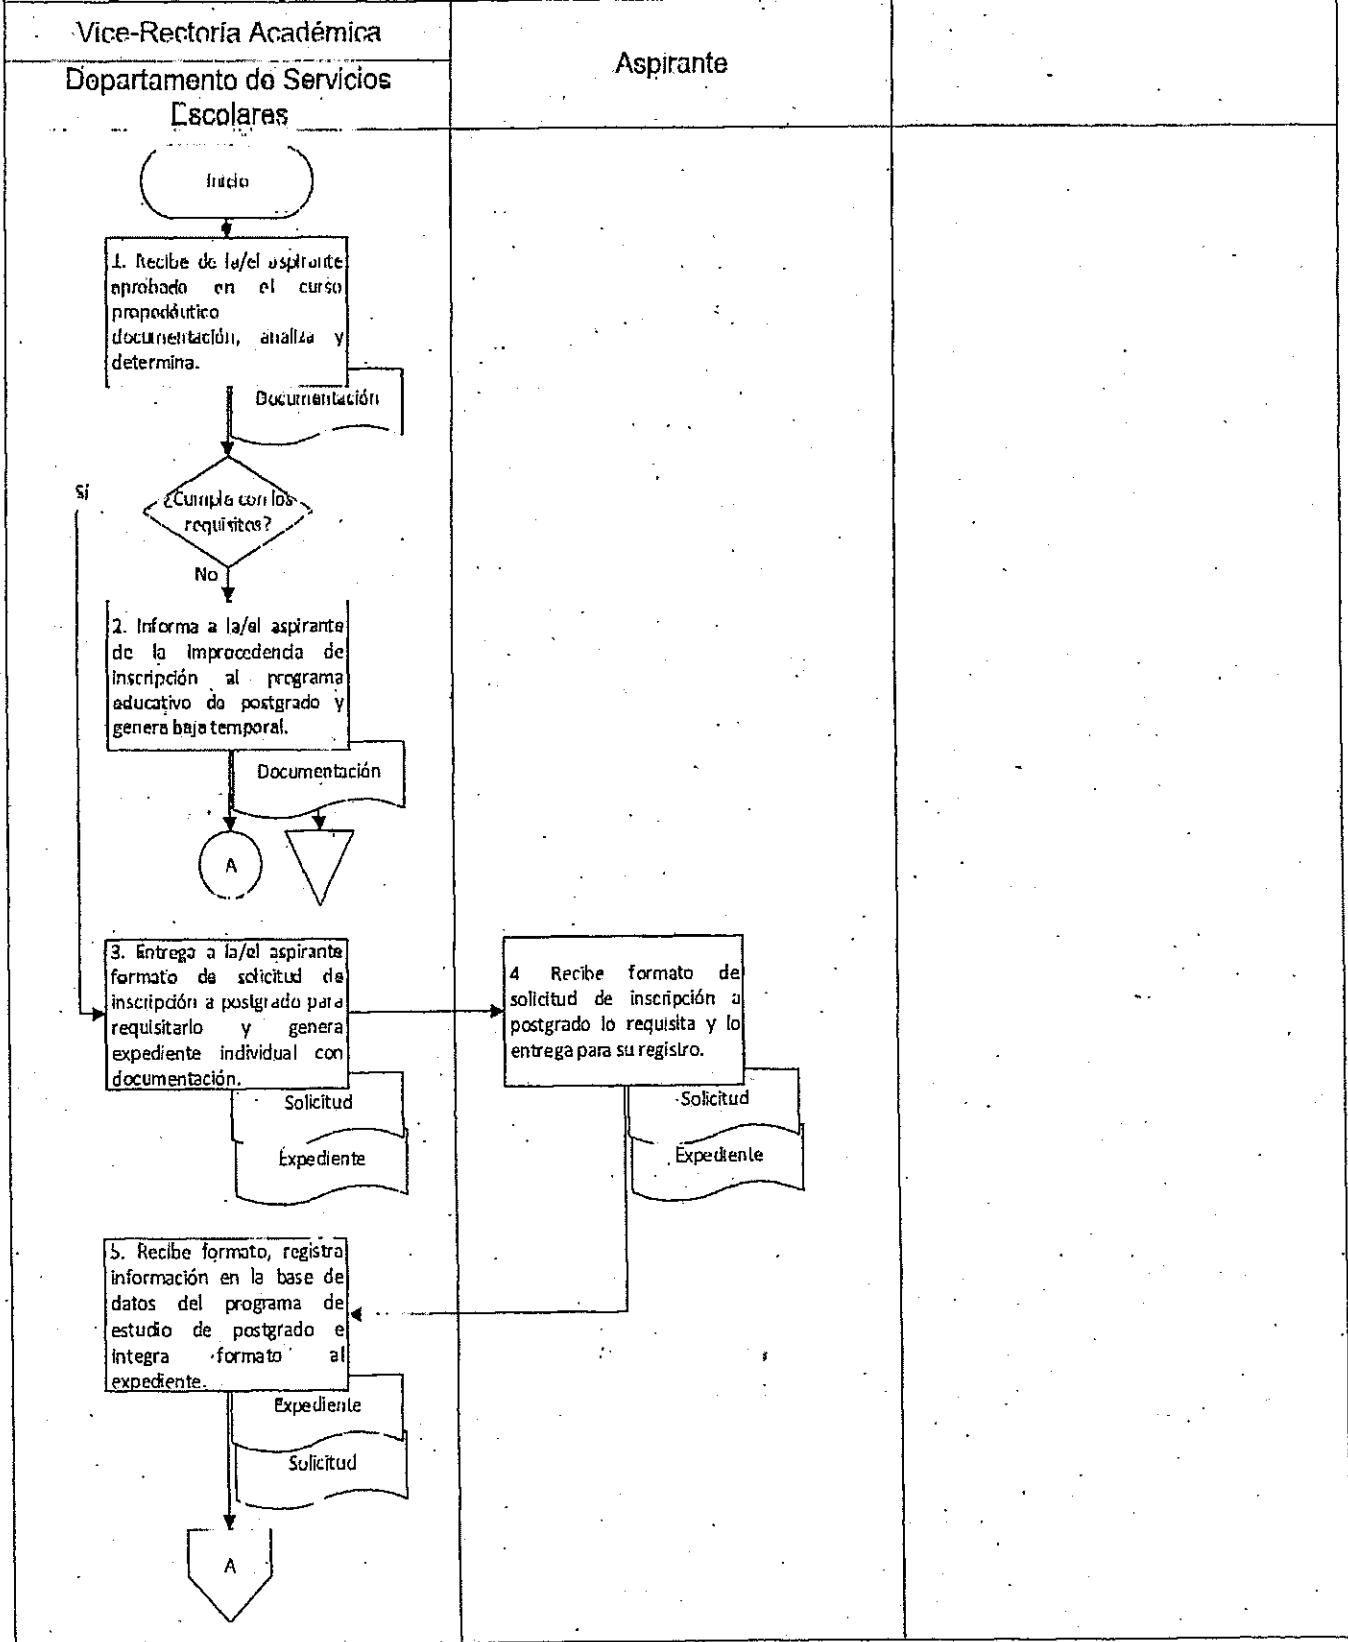 Vice-Rectoría Académica
Departamento de Servicios
Escolares
Aspirante
Inicio
1. Recibe de la/el aspirante
aprobado en el curso
propedéutico
documentación, analiza y
determina.
Documentación
¿Cumple con los
requisitos?
Sí
No
2. Informa a la/el aspirante
de la improcedencia de
inscripción al programa
educativo de postgrado y
genera baja temporal.
Documentación
A
3. Entrega a la/el aspirante
formato de solicitud de
inscripción a postgrado para
requisitarlo y genera
expediente individual con
documentación.
Solicitud
Expediente
4 Recibe formato de
solicitud de inscripción a
postgrado lo requisita y lo
entrega para su registro.
Solicitud
Expediente
5. Recibe formato, registra
información en la base de
datos del programa de
estudio de postgrado e
integra formato al
expediente.
Expediente
Solicitud
A